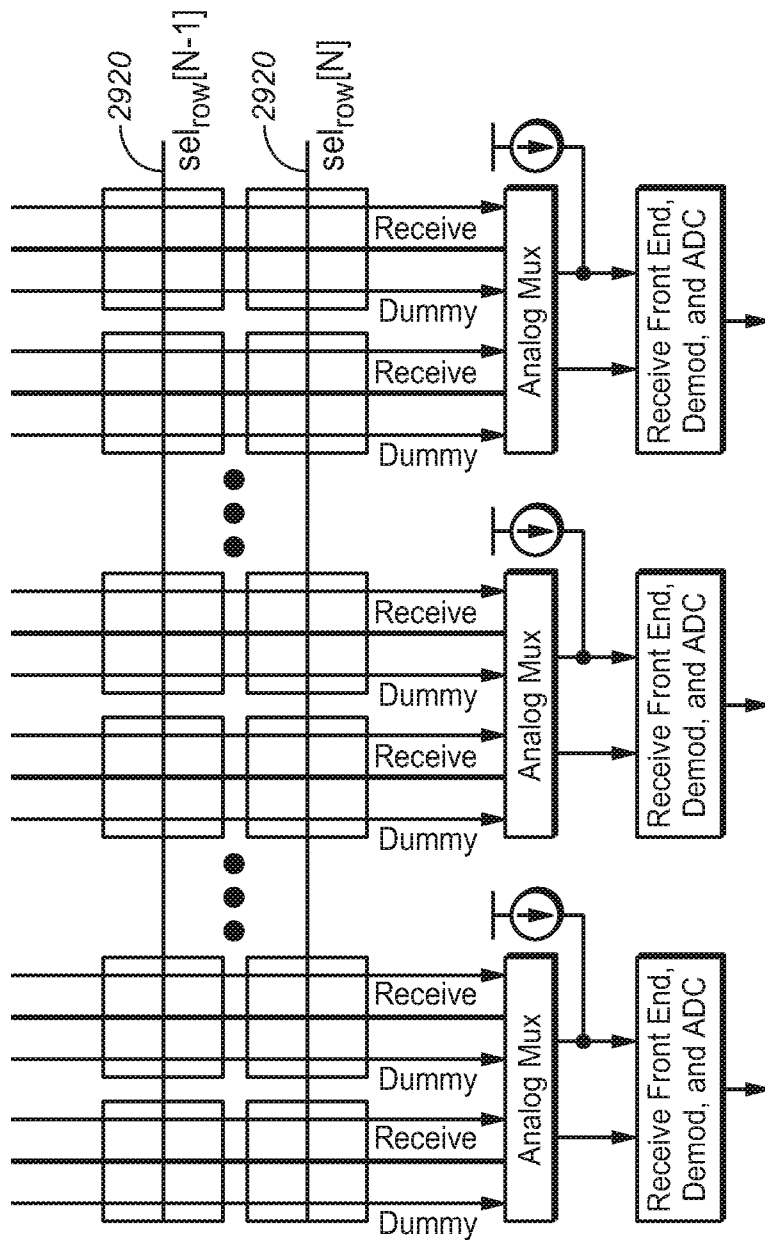 2920
sel_row[N-1]
2920
sel_row[N]
Dummy
Receive
Dummy
Receive
Dummy
Receive
Dummy
Receive
Dummy
Receive
Dummy
Receive
Analog Mux
Analog Mux
Analog Mux
Receive Front End,
Demod, and ADC
Receive Front End,
Demod, and ADC
Receive Front End,
Demod, and ADC